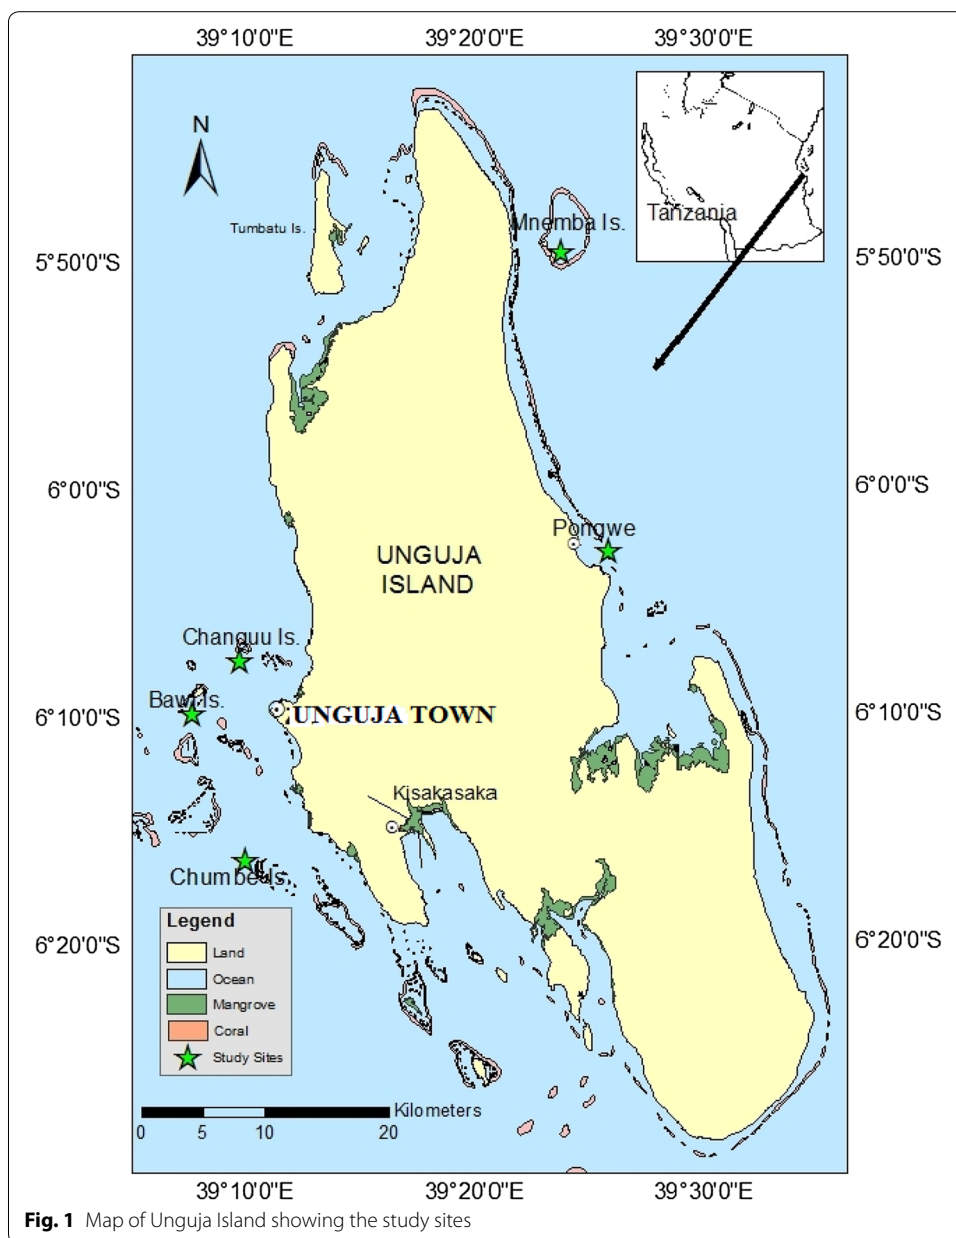 39°10'0"E 39°20'0"E 39°30'0"E
N
Tanzania
Mnemba Is.
Tumbatu Is.
5°50'0"S 5°50'0"S
6°0'0"S 6°0'0"S
Pongwe
UNGUJA
ISLAND
Changuu Is.
Bawi Is.
6°10'0"S 6°10'0"S
UNGUJA TOWN
Kisakasaka
Chumbe Is.
Legend
Land
Ocean
Mangrove
Coral
Study Sites
6°20'0"S 6°20'0"S
Kilometers
0 5 10 20
39°10'0"E 39°20'0"E 39°30'0"E
Fig. 1 Map of Unguja Island showing the study sites